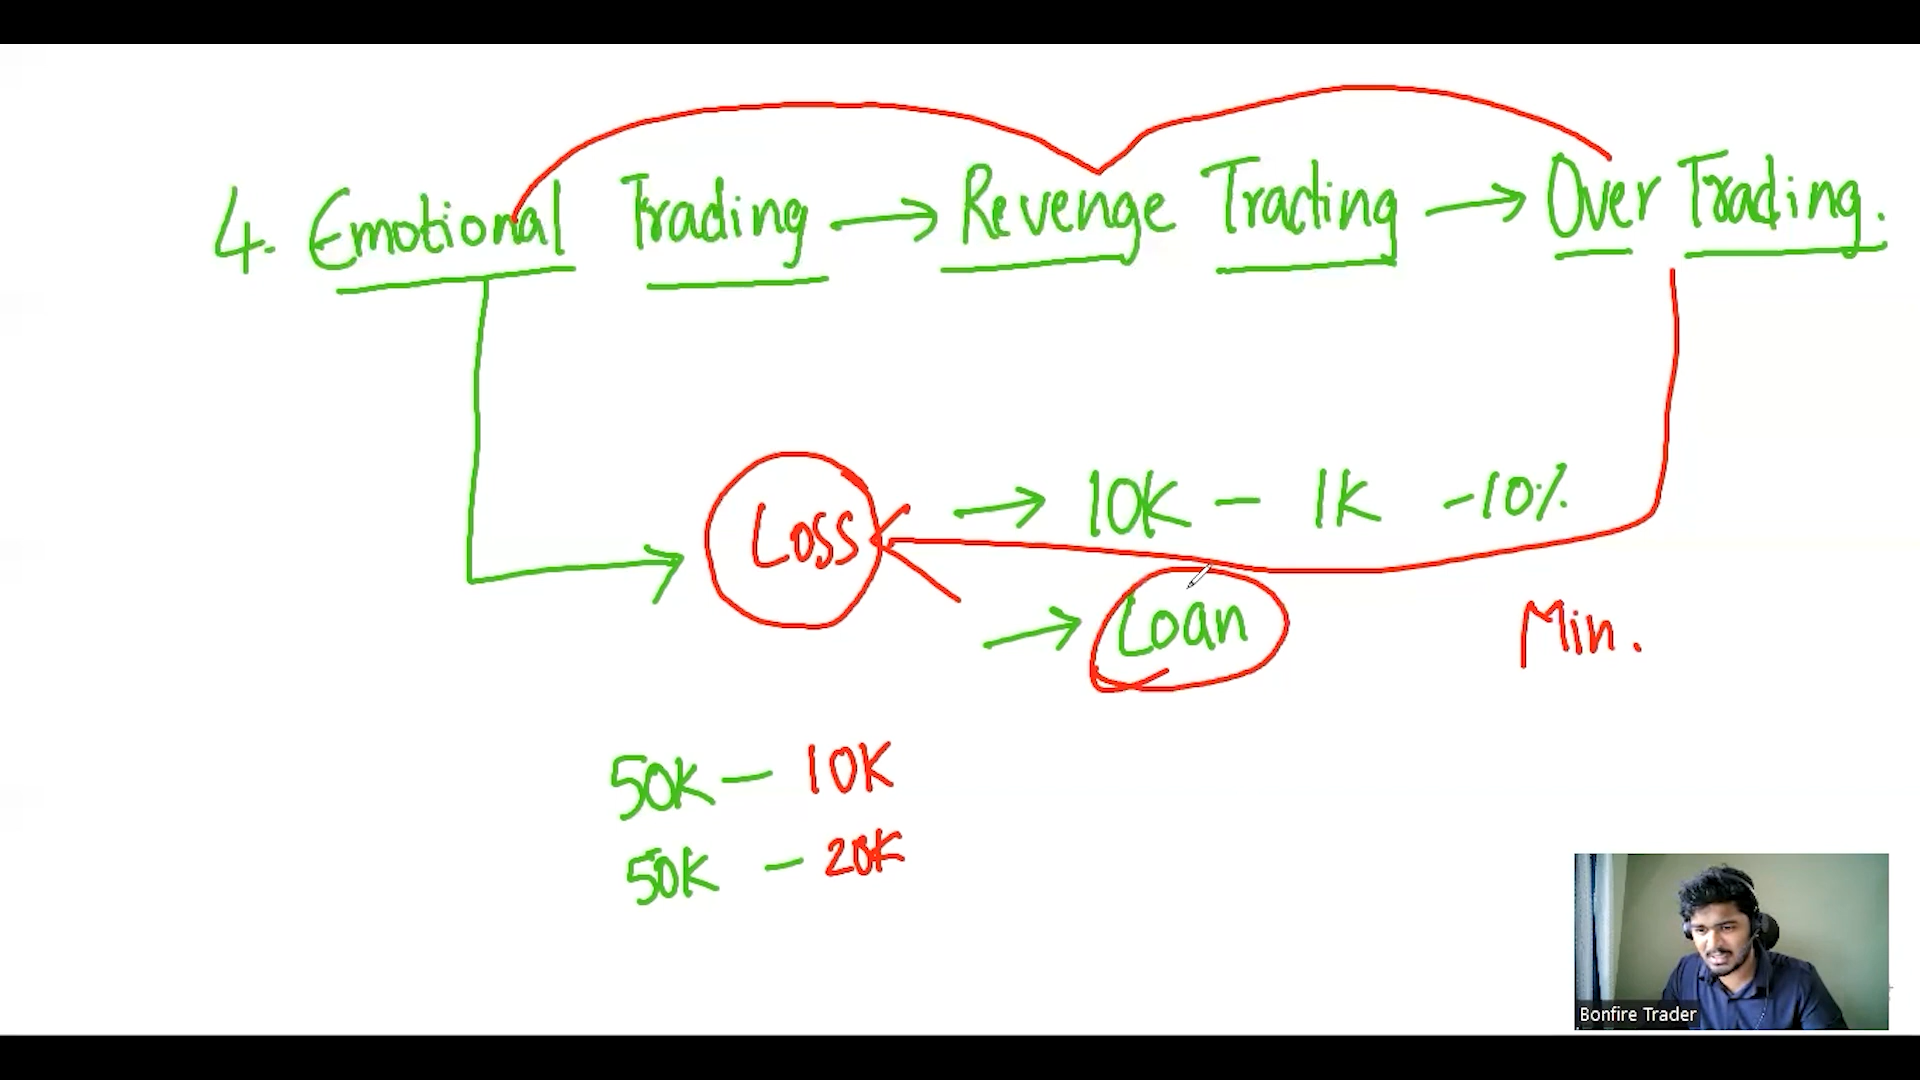 4. Emotional Trading → Revenge Trading → Over Trading.
Loss → 10K - 1K -10%
→ Loan Min.
50K - 10K
50K - 20K
Bonfire Trader